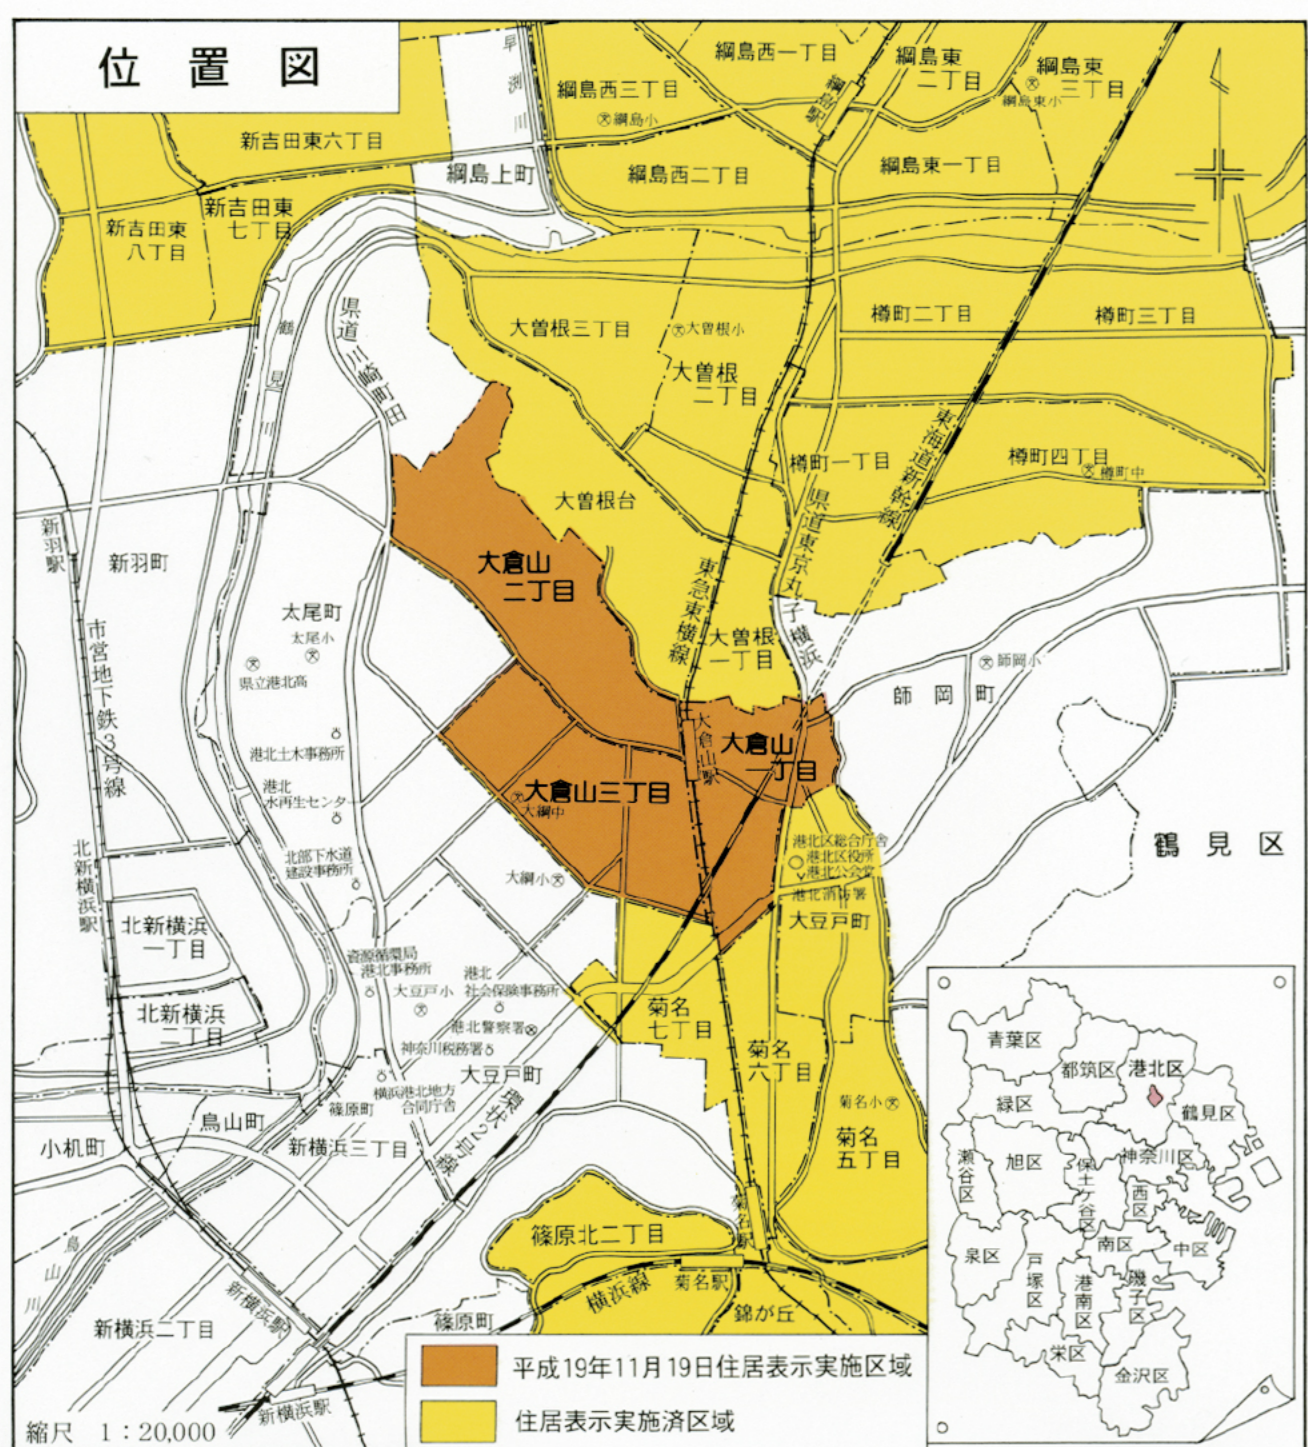 位置図
早渕川
綱島西一丁目
綱島東
二丁目
綱島東
三丁目
綱島東小
綱島西三丁目
綱島小
綱島駅
新吉田東六丁目
綱島上町
綱島西二丁目
綱島東一丁目
新吉田東
七丁目
新吉田東
八丁目
県道川崎町田
鶴見川
大曽根三丁目
大曽根小
大曽根
二丁目
樽町二丁目
樽町三丁目
東海道新幹線
樽町一丁目
樽町四丁目
樽町中
大曽根台
県道東京丸子横浜
新羽駅
新羽町
大倉山
二丁目
東急東横線
太尾町
太尾小
県立港北高
大曽根
一丁目
師岡小
師岡町
市営地下鉄3号線
港北土木事務所
港北
水再生センター
大倉山駅
大倉山
一丁目
大倉山三丁目
大綱中
北部下水道
建設事務所
大綱小
港北区総合庁舎
港北区役所
港北公会堂
港北消防署
大豆戸町
鶴見区
北新横浜駅
北新横浜
一丁目
北新横浜
二丁目
資源循環局
港北事務所
大豆戸小
港北
社会保険事務所
港北警察署
神奈川税務署
大豆戸町
横浜港北地方
合同庁舎
環状2号線
菊名
七丁目
菊名
六丁目
菊名小
菊名
五丁目
篠原町
鳥山町
小机町
新横浜三丁目
鳥山川
新横浜駅
新横浜二丁目
菊名駅
篠原北二丁目
横浜線
菊名駅
錦が丘
篠原町
新横浜駅
縮尺 1:20,000
平成19年11月19日住居表示実施区域
住居表示実施済区域
青葉区
都筑区
港北区
緑区
鶴見区
瀬谷区
旭区
保土ケ谷区
神奈川区
西区
泉区
戸塚区
南区
中区
港南区
磯子区
栄区
金沢区